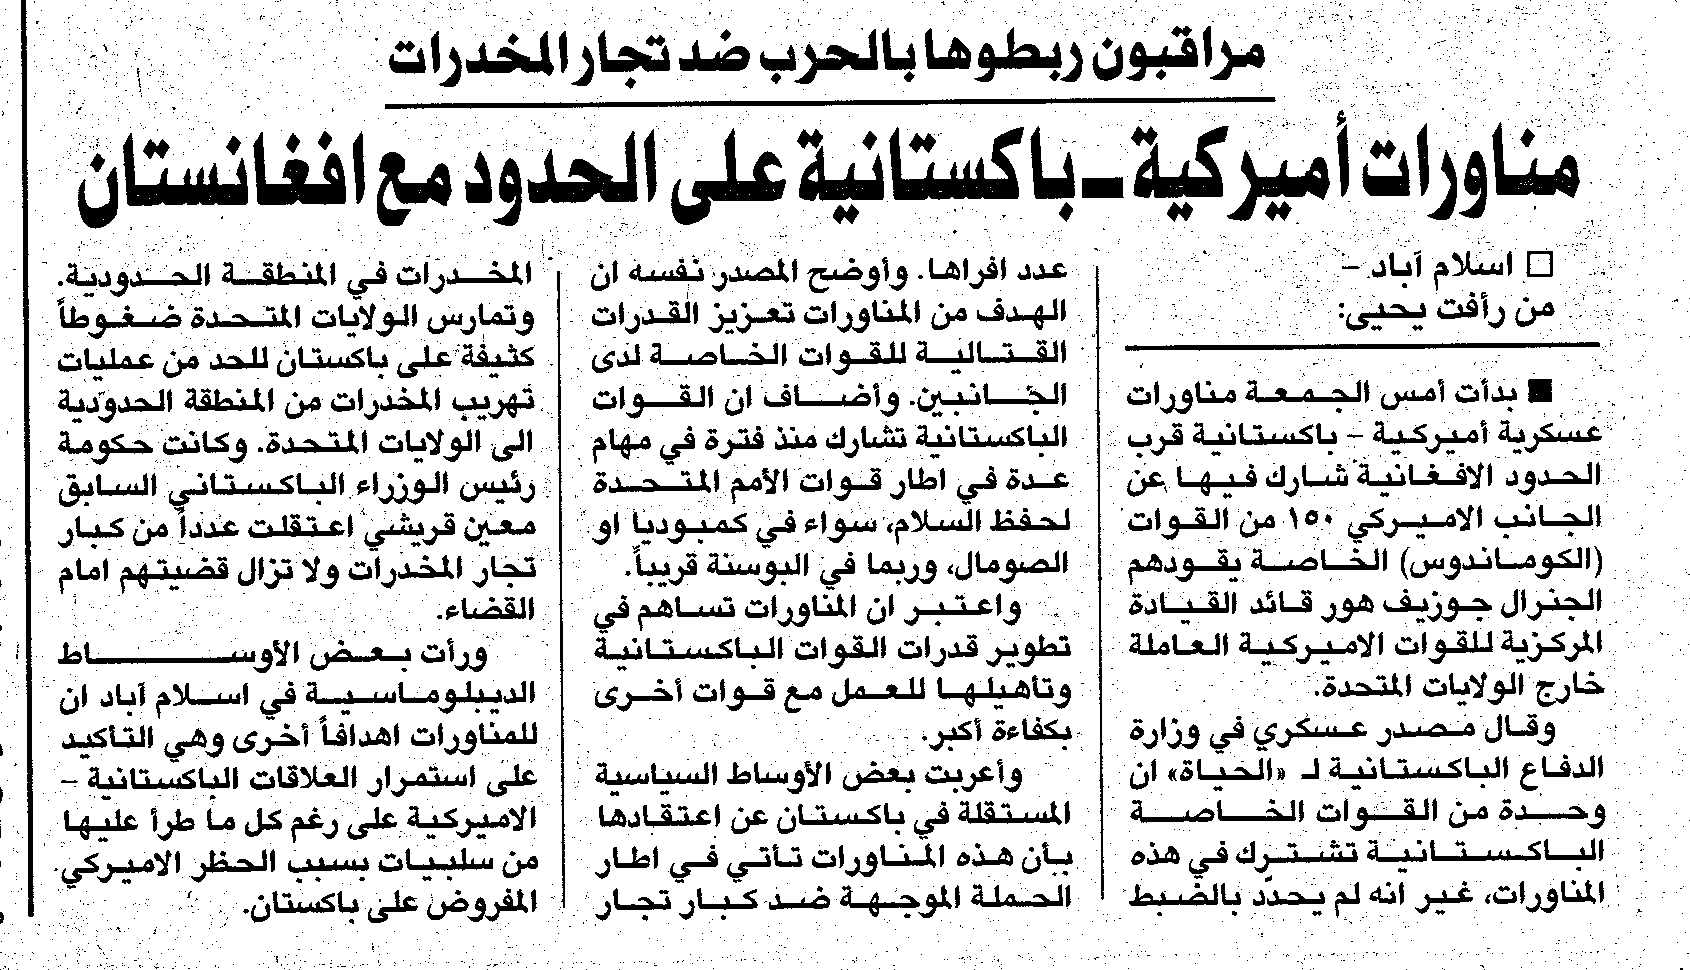 مراقبون ربطوها بالحرب ضد تجار المخدرات
مناورات أميركية ـ باكستانية على الحدود مع افغانستان
□ اسلام آباد –
من رأفت يحيى:
■ بدأت أمس الجمعة مناورات
عسكرية أميركية – باكستانية قرب
الحدود الافغانية شارك فيها عن
الجانب الاميركي ١٥٠ من القوات
(الكوماندوس) الخاصة يقودهم
الجنرال جوزيف هور قائد القيادة
المركزية للقوات الاميركية العاملة
خارج الولايات المتحدة.
وقال مصدر عسكري في وزارة
الدفاع الباكستانية لـ «الحياة» ان
وحدة من القوات الخاصة
الباكستانية تشترك في هذه
المناورات، غير انه لم يحدّد بالضبط
عدد افراها. وأوضح المصدر نفسه ان
الهدف من المناورات تعزيز القدرات
القتالية للقوات الخاصة لدى
الجانبين. وأضاف ان القوات
الباكستانية تشارك منذ فترة في مهام
عدة في اطار قوات الأمم المتحدة
لحفظ السلام، سواء في كمبوديا او
الصومال، وربما في البوسنة قريباً.
واعتبر ان المناورات تساهم في
تطوير قدرات القوات الباكستانية
وتأهيلها للعمل مع قوات أخرى
بكفاءة أكبر.
وأعربت بعض الأوساط السياسية
المستقلة في باكستان عن اعتقادها
بأن هذه المناورات تأتي في اطار
الحملة الموجهة ضد كبار تجار
المخدرات في المنطقة الحدودية.
وتمارس الولايات المتحدة ضغوطاً
كثيفة على باكستان للحد من عمليات
تهريب المخدرات من المنطقة الحدودية
الى الولايات المتحدة. وكانت حكومة
رئيس الوزراء الباكستاني السابق
معين قريشي اعتقلت عدداً من كبار
تجار المخدرات ولا تزال قضيتهم امام
القضاء.
ورأت بعض الأوساط
الديبلوماسية في اسلام آباد ان
للمناورات اهدافاً أخرى وهي التأكيد
على استمرار العلاقات الباكستانية –
الاميركية على رغم كل ما طرأ عليها
من سلبيات بسبب الحظر الاميركي
المفروض على باكستان.